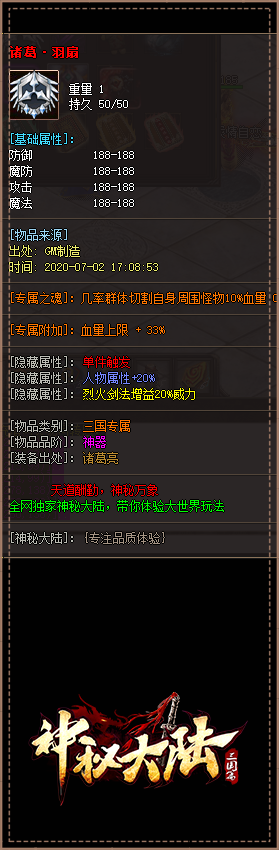 诸葛·羽扇
重量 1
持久 50/50
[基础属性]:
防御 188-188
魔防 188-188
攻击 188-188
魔法 188-188
[物品来源]
出处: GM制造
时间: 2020-07-02 17:08:53
[专属之魂]: 几率群体切割自身周围怪物10%血量
[专属附加]: 血量上限 + 33%
[隐藏属性]: 单件触发
[隐藏属性]: 人物属性+20%
[隐藏属性]: 烈火剑法增益20%威力
[物品类别]: 三国专属
[物品品阶]: 神器
[装备出处]: 诸葛亮
天道酬勤，神秘万象
全网独家神秘大陆，带你体验大世界玩法
[神秘大陆]: {专注品质体验}
神秘大陆
三国篇